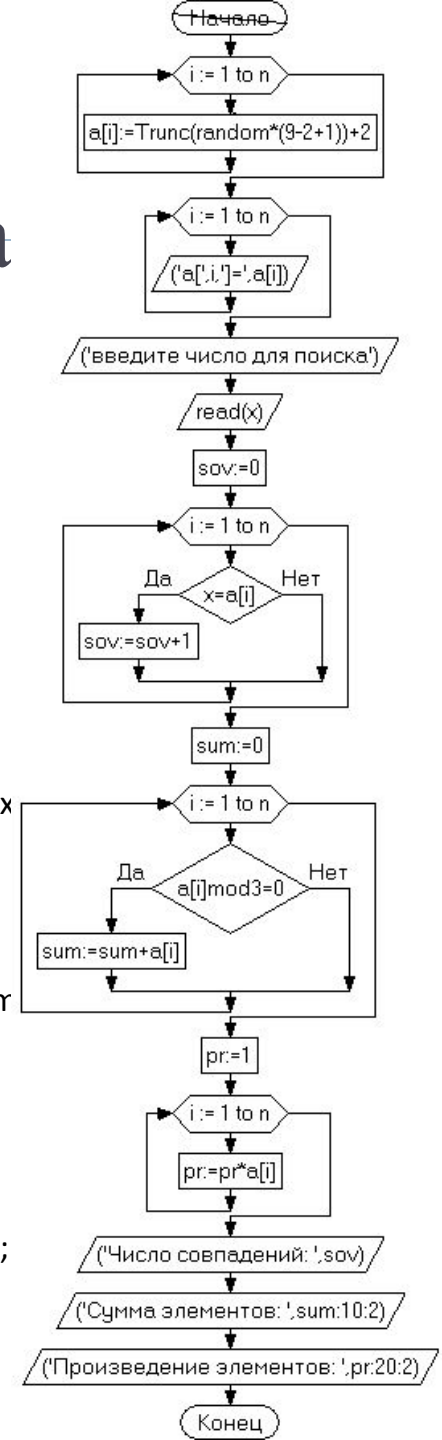 Начало
i := 1 to n
a[i]:=Trunc(random*(9-2+1))+2
i := 1 to n
a
('a[',i,']=',a[i])
('введите число для поиска')
read(x)
sov:=0
i := 1 to n
Да Нет
x=a[i]
sov:=sov+1
sum:=0
x
i := 1 to n
Да Нет
a[i]mod3=0
sum:=sum+a[i]
pr:=1
i := 1 to n
pr:=pr*a[i]
;
('Число совпадений: ',sov)
('Сумма элементов: ',sum:10:2)
('Произведение элементов: ',pr:20:2)
Конец